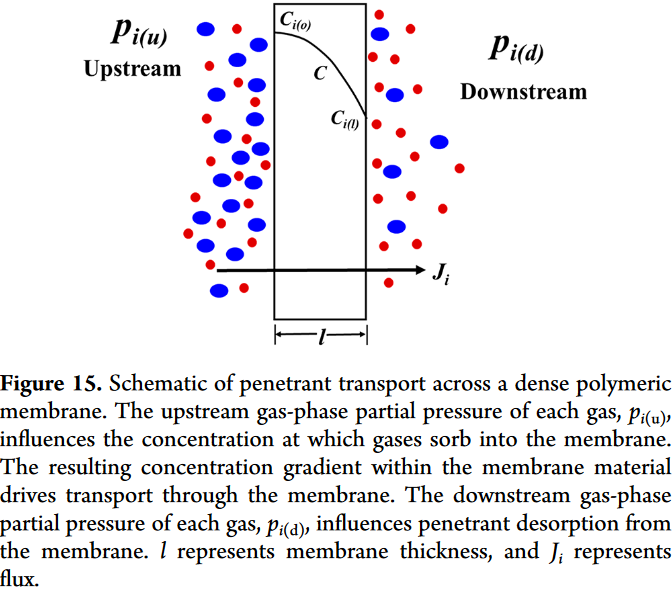 p_{i(u)}
Upstream
C_{i(o)}
C
C_{i(l)}
p_{i(d)}
Downstream
J_i
l
Figure 15. Schematic of penetrant transport across a dense polymeric
membrane. The upstream gas-phase partial pressure of each gas, p_{i(u)},
influences the concentration at which gases sorb into the membrane.
The resulting concentration gradient within the membrane material
drives transport through the membrane. The downstream gas-phase
partial pressure of each gas, p_{i(d)}, influences penetrant desorption from
the membrane. l represents membrane thickness, and J_i represents
flux.